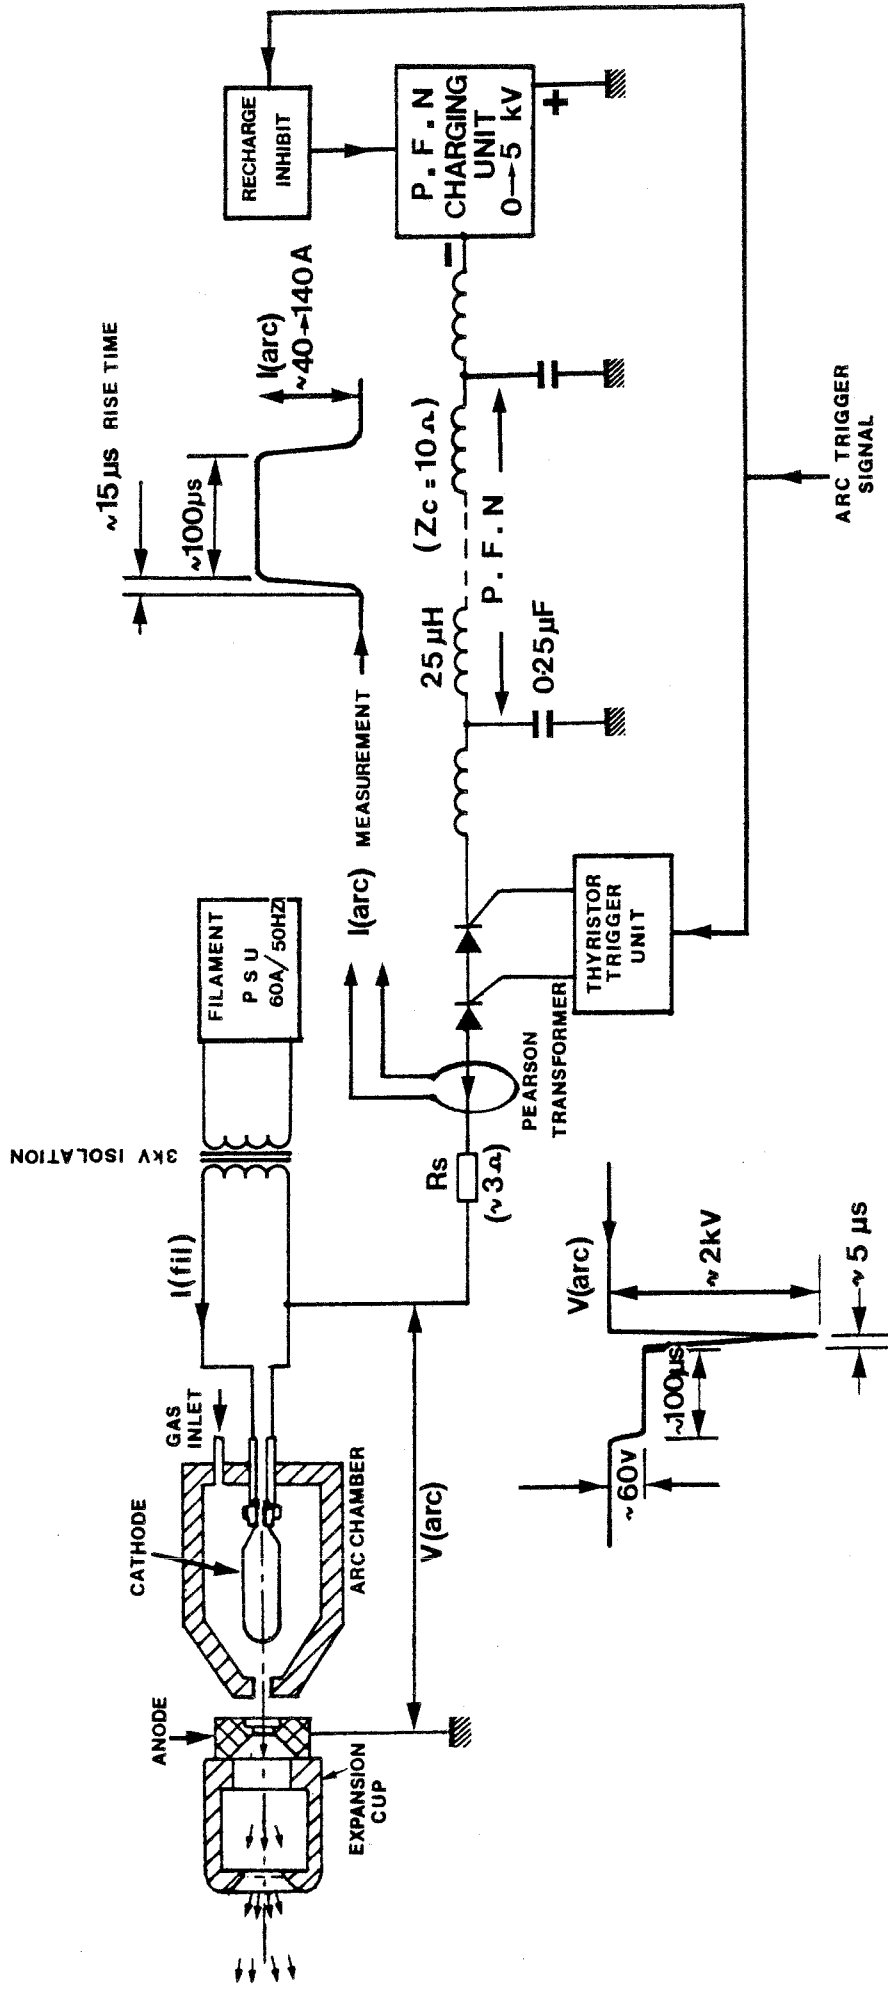 ANODE
CATHODE
GAS
INLET
I(fil)
3KV ISOLATION
FILAMENT
P S U
60A/50HZ
EXPANSION
CUP
ARC CHAMBER
V(arc)
Rs
(~3Ω)
PEARSON
TRANSFORMER
I(arc) MEASUREMENT
~15µs RISE TIME
~100µs
I(arc)
~40→140A
THYRISTOR
TRIGGER
UNIT
25µH
0·25µF
P.F.N
(Zc = 10Ω)
RECHARGE
INHIBIT
P.F.N
CHARGING
UNIT
0→5 kV
−
+
ARC TRIGGER
SIGNAL
V(arc)
~2kV
~5 µs
~100µs
~60v